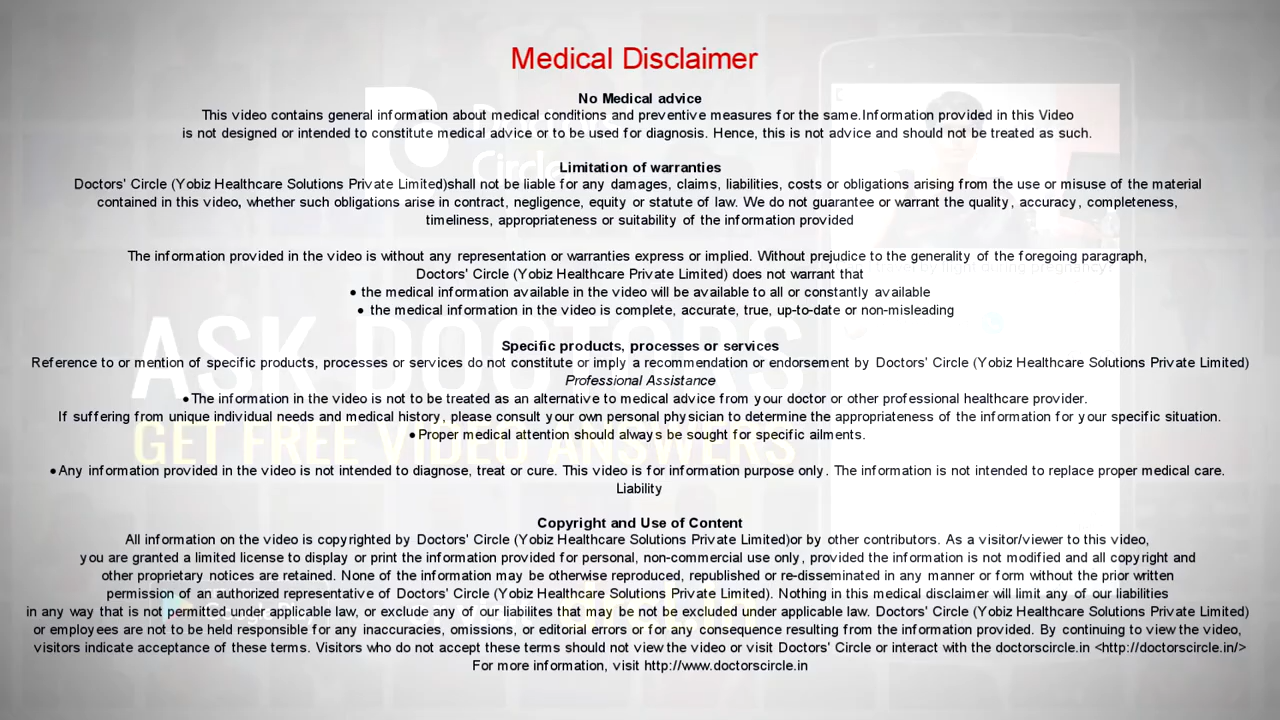 Medical Disclaimer
No Medical advice
This video contains general information about medical conditions and preventive measures for the same.Information provided in this Video
is not designed or intended to constitute medical advice or to be used for diagnosis. Hence, this is not advice and should not be treated as such.
Limitation of warranties
Doctors' Circle (Yobiz Healthcare Solutions Private Limited)shall not be liable for any damages, claims, liabilities, costs or obligations arising from the use or misuse of the material
contained in this video, whether such obligations arise in contract, negligence, equity or statute of law. We do not guarantee or warrant the quality, accuracy, completeness,
timeliness, appropriateness or suitability of the information provided
The information provided in the video is without any representation or warranties express or implied. Without prejudice to the generality of the foregoing paragraph,
Doctors' Circle (Yobiz Healthcare Private Limited) does not warrant that
travel by flight during pregnancy?
• the medical information available in the video will be available to all or constantly available
• the medical information in the video is complete, accurate, true, up-to-date or non-misleading
ASK DOCTORS
Specific products, processes or services
Reference to or mention of specific products, processes or services do not constitute or imply a recommendation or endorsement by Doctors' Circle (Yobiz Healthcare Solutions Private Limited)
Professional Assistance
•The information in the video is not to be treated as an alternative to medical advice from your doctor or other professional healthcare provider.
If suffering from unique individual needs and medical history, please consult your own personal physician to determine the appropriateness of the information for your specific situation.
•Proper medical attention should always be sought for specific ailments.
GET FREE VIDEO ANSWERS
•Any information provided in the video is not intended to diagnose, treat or cure. This video is for information purpose only. The information is not intended to replace proper medical care.
Liability
Copyright and Use of Content
All information on the video is copyrighted by Doctors' Circle (Yobiz Healthcare Solutions Private Limited)or by other contributors. As a visitor/viewer to this video,
you are granted a limited license to display or print the information provided for personal, non-commercial use only, provided the information is not modified and all copyright and
other proprietary notices are retained. None of the information may be otherwise reproduced, republished or re-disseminated in any manner or form without the prior written
permission of an authorized representative of Doctors' Circle (Yobiz Healthcare Solutions Private Limited). Nothing in this medical disclaimer will limit any of our liabilities
in any way that is not permitted under applicable law, or exclude any of our liabilites that may be not be excluded under applicable law. Doctors' Circle (Yobiz Healthcare Solutions Private Limited)
or employees are not to be held responsible for any inaccuracies, omissions, or editorial errors or for any consequence resulting from the information provided. By continuing to view the video,
visitors indicate acceptance of these terms. Visitors who do not accept these terms should not view the video or visit Doctors' Circle or interact with the doctorscircle.in <http://doctorscircle.in/>
For more information, visit http://www.doctorscircle.in
Circle
Google Play